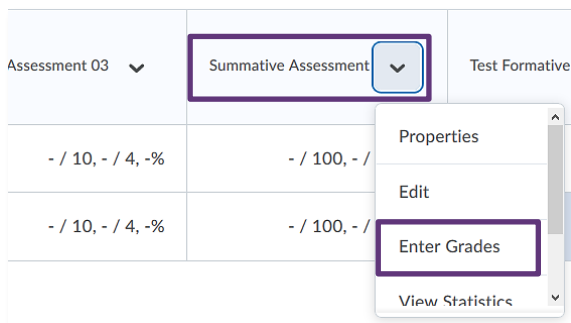 Assessment 03
Summative Assessment
Test Formative
Properties
- / 10, - / 4, -%
- / 100, - /
Edit
- / 10, - / 4, -%
- / 100, - /
Enter Grades
View Statistics